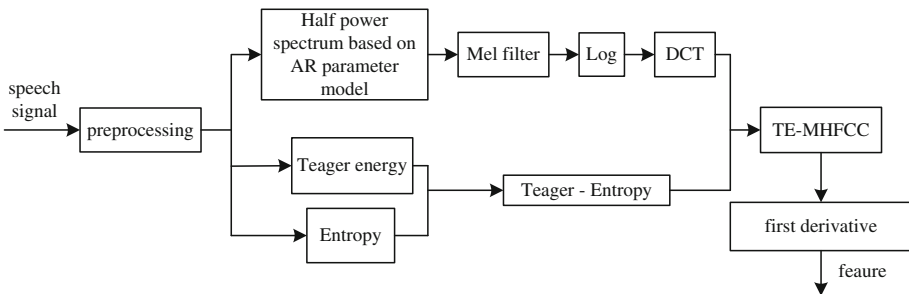 speech
signal
preprocessing
Half power
spectrum based on
AR parameter
model
Mel filter
Log
DCT
Teager energy
Entropy
Teager - Entropy
TE-MHFCC
first derivative
feaure